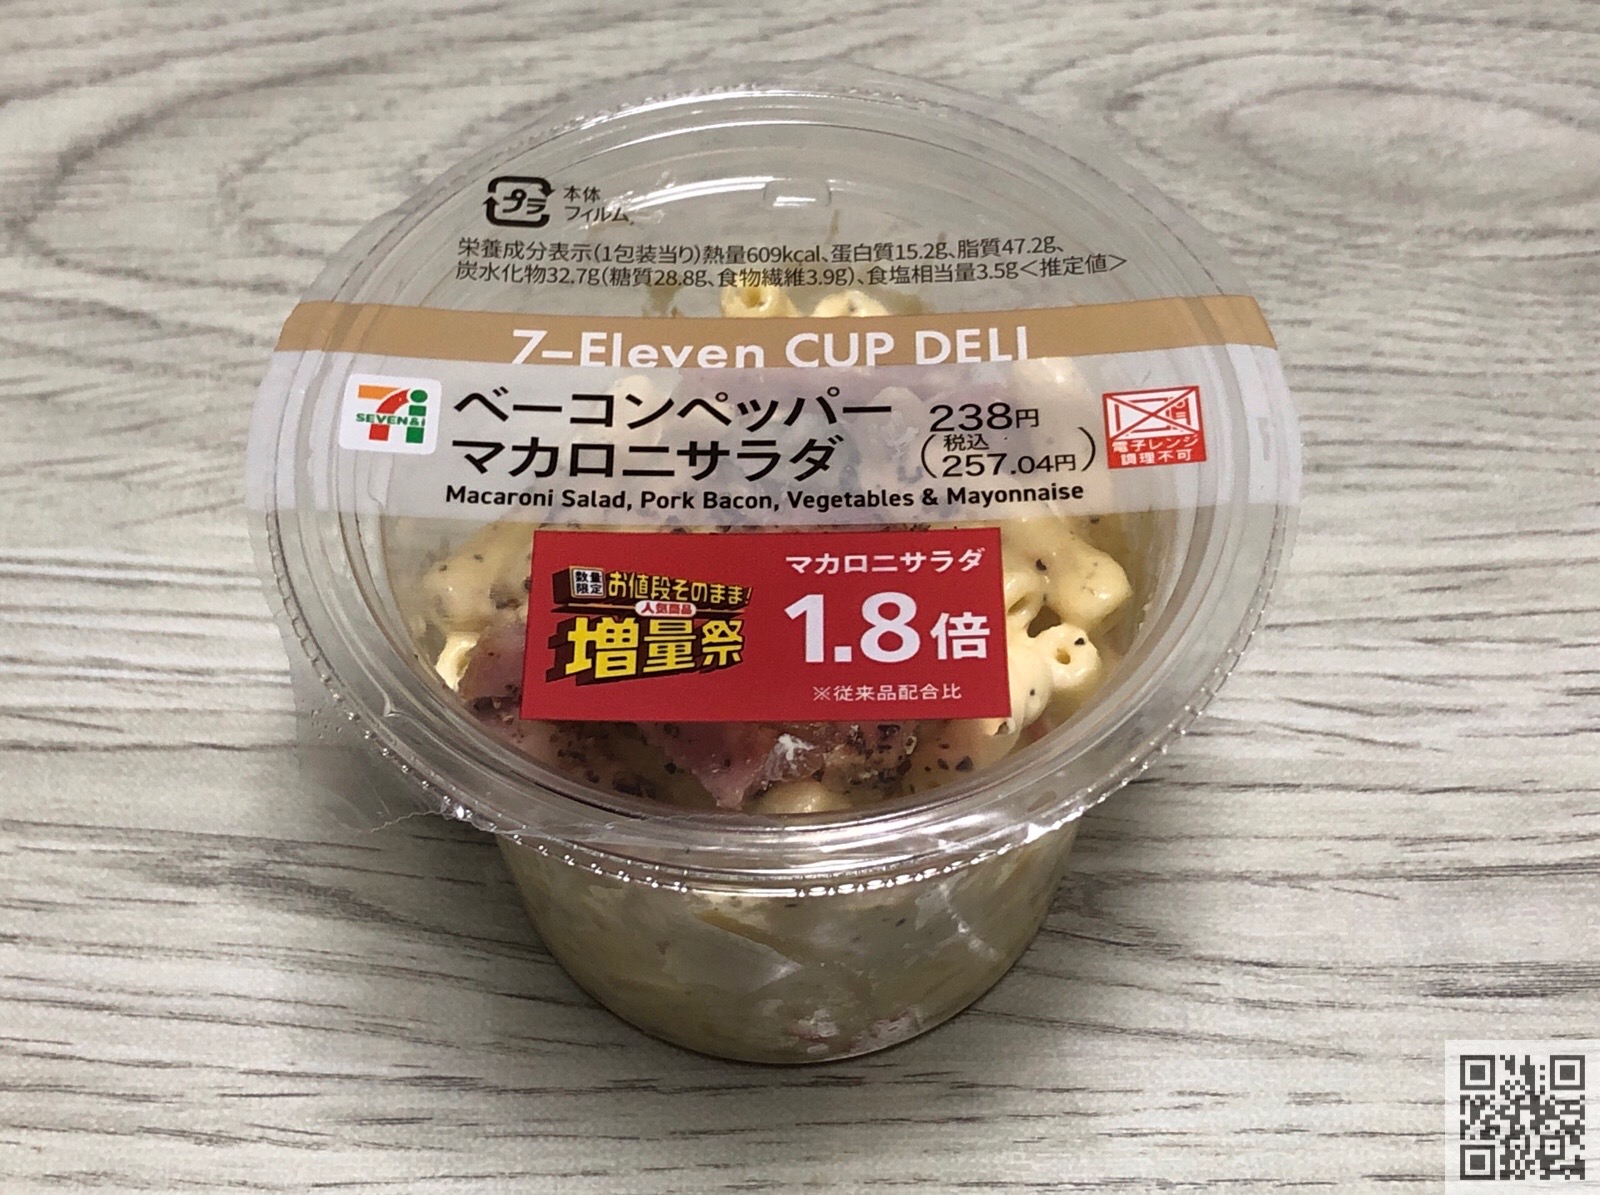 プラ 本体
フィルム
栄養成分表示(1包装当り)熱量609kcal、蛋白質15.2g、脂質47.2g、
炭水化物32.7g(糖質28.8g、食物繊維3.9g)、食塩相当量3.5g<推定値>
7-Eleven CUP DELI
SEVEN&i
ベーコンペッパー
マカロニサラダ
238円
(税込
257.04円)
電子レンジ
調理不可
Macaroni Salad, Pork Bacon, Vegetables & Mayonnaise
数量
限定
お値段そのまま!
人気商品
増量祭
マカロニサラダ
1.8倍
※従来品配合比